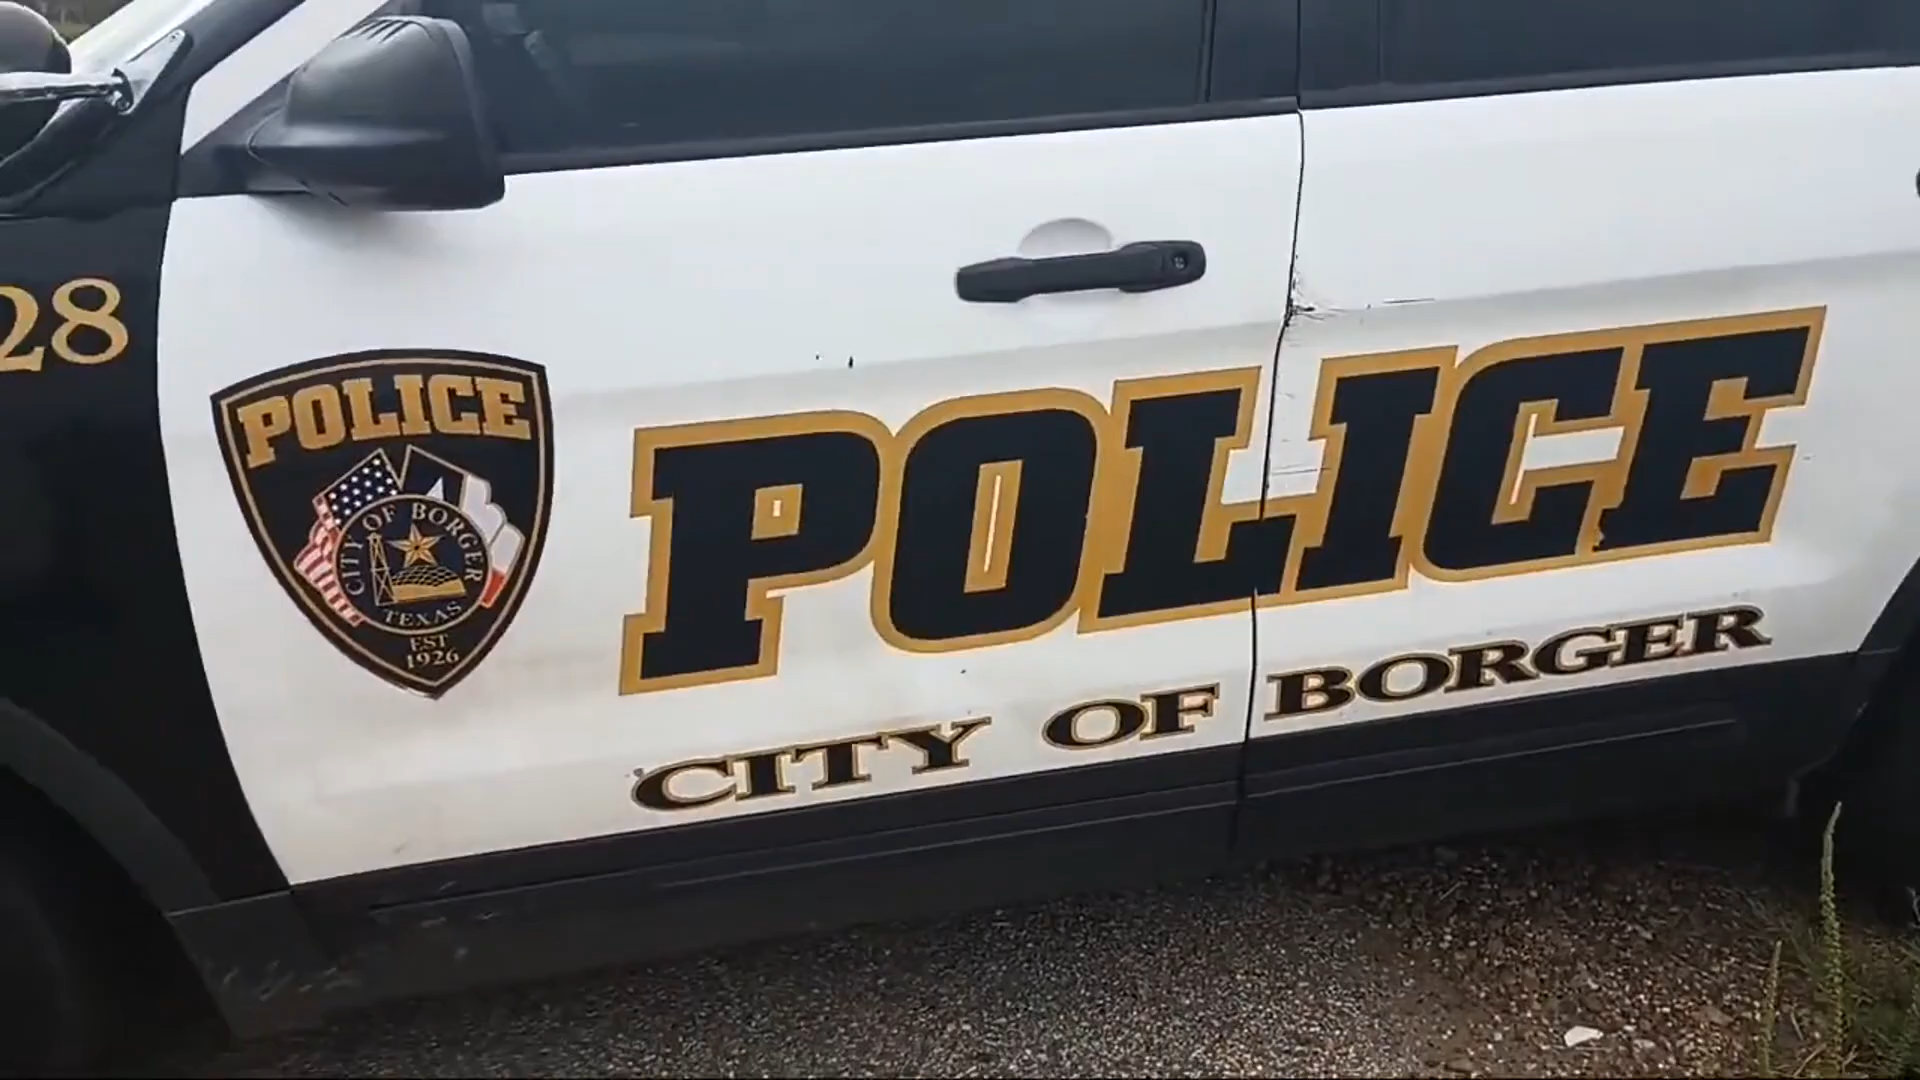 28
POLICE
CITY OF BORGER
TEXAS
EST
1926
POLICE
CITY OF BORGER